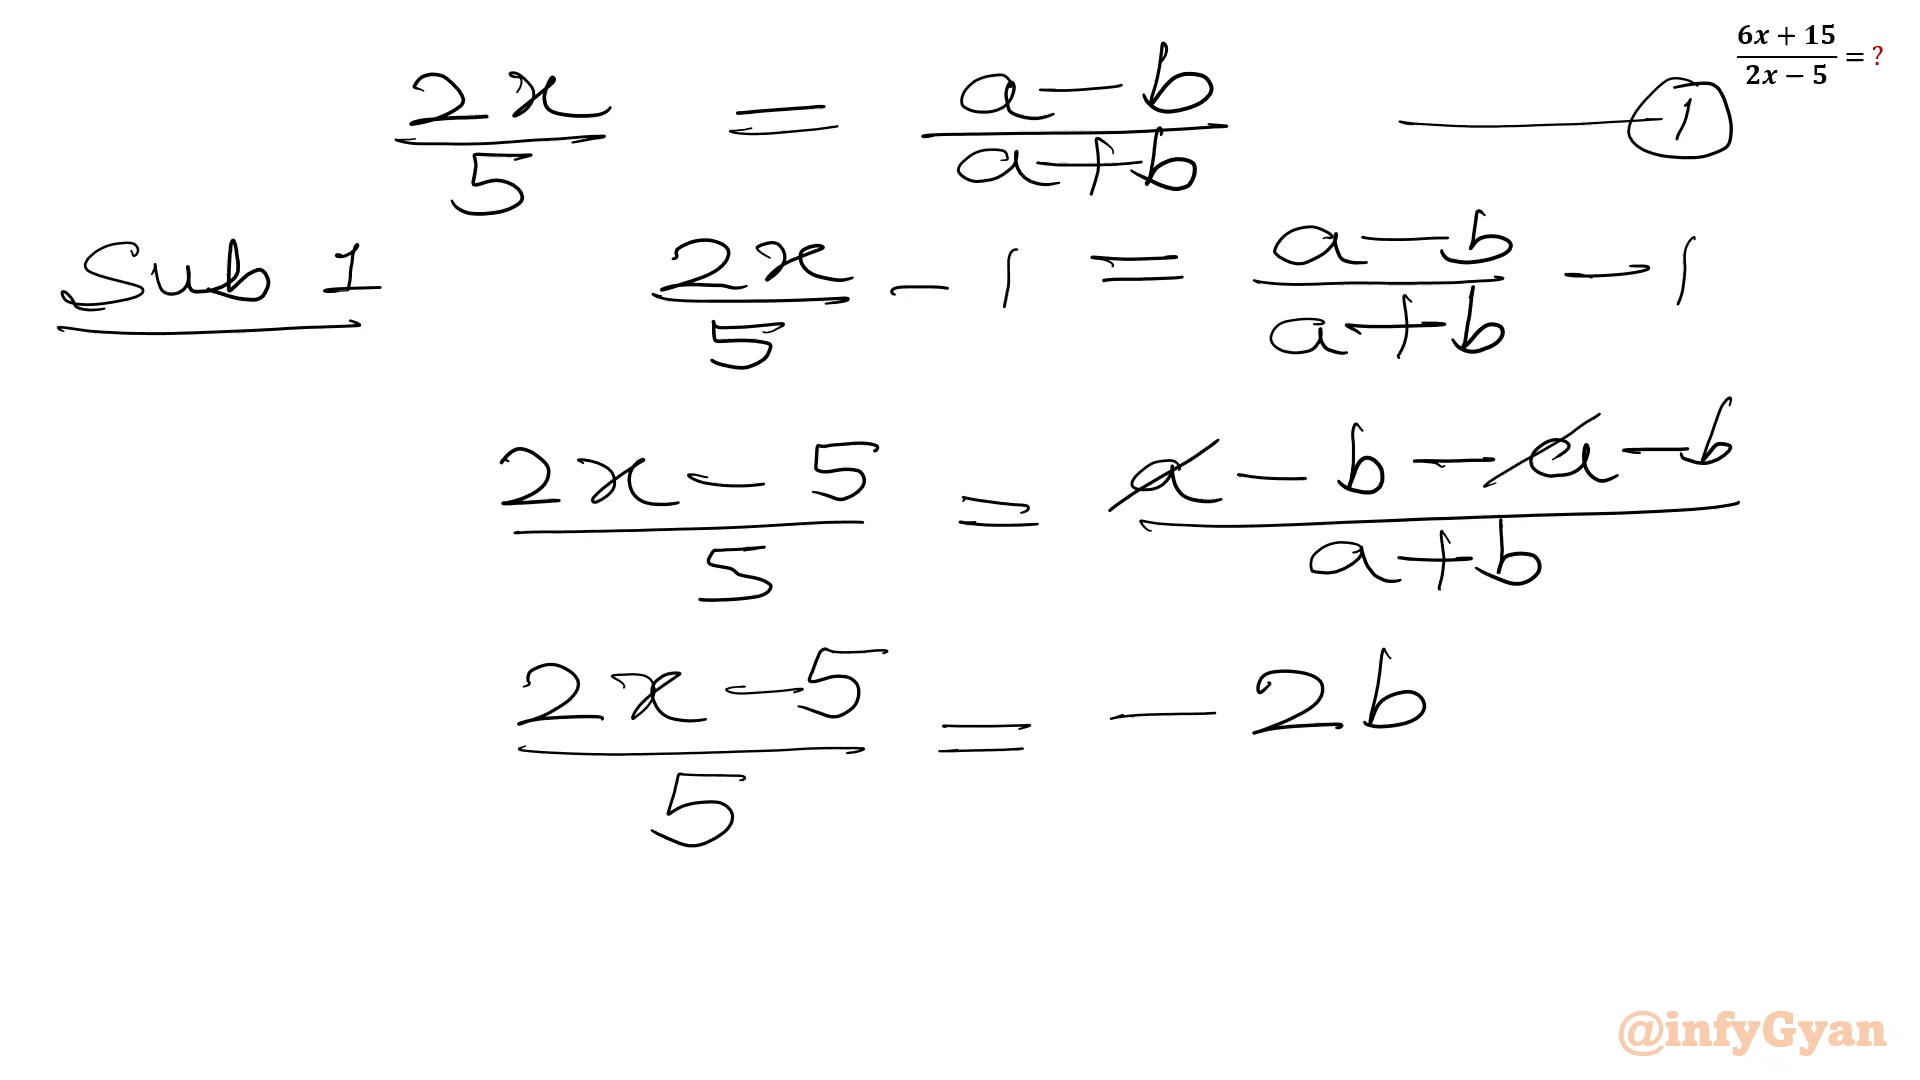 6x + 15 / 2x − 5 = ?
2x / 5 = a − b / a + b —— 1
Sub 1 2x / 5 − 1 = a − b / a + b − 1
2x − 5 / 5 = a − b − a − b / a + b
2x − 5 / 5 = − 2b
@infyGyan